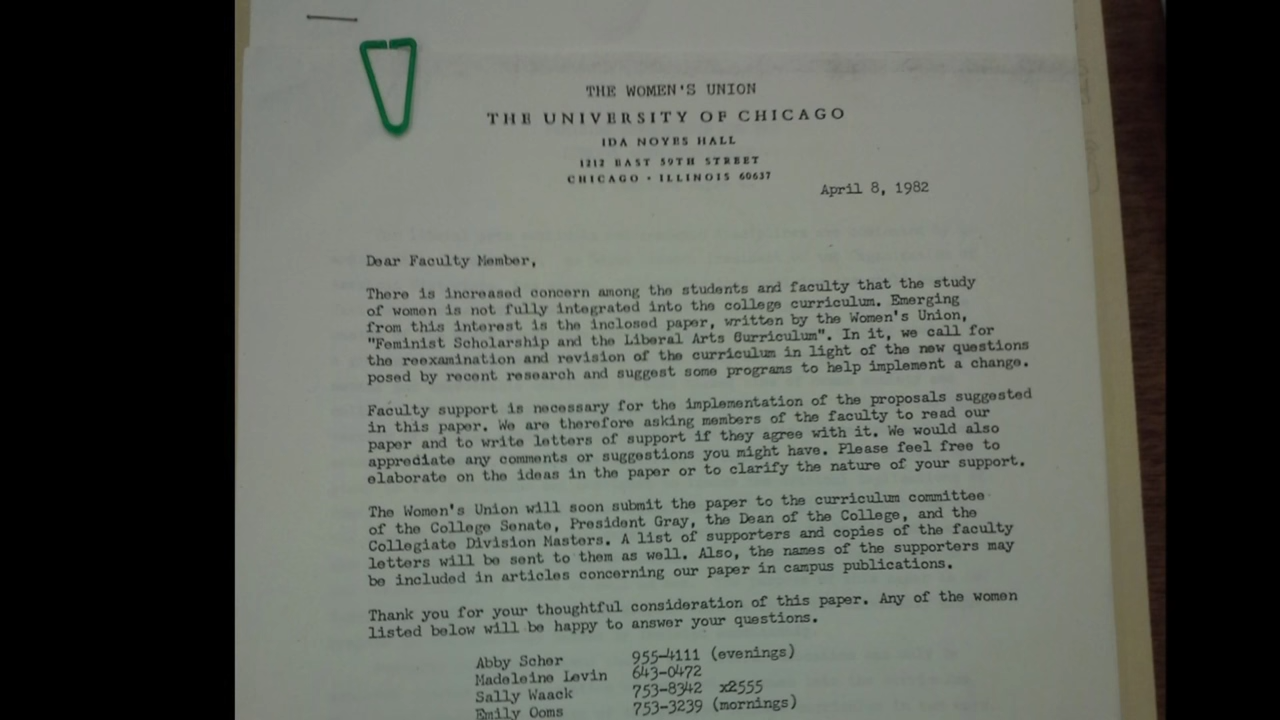 THE WOMEN'S UNION
THE UNIVERSITY OF CHICAGO
IDA NOYES HALL
1212 EAST 59TH STREET
CHICAGO · ILLINOIS 60637
April 8, 1982
Dear Faculty Member,
There is increased concern among the students and faculty that the study
of women is not fully integrated into the college curriculum. Emerging
from this interest is the inclosed paper, written by the Women's Union,
"Feminist Scholarship and the Liberal Arts Gurriculum". In it, we call for
the reexamination and revision of the curriculum in light of the new questions
posed by recent research and suggest some programs to help implement a change.
Faculty support is necessary for the implementation of the proposals suggested
in this paper. We are therefore asking members of the faculty to read our
paper and to write letters of support if they agree with it. We would also
apprediate any comments or suggestions you might have. Please feel free to
elaborate on the ideas in the paper or to clarify the nature of your support.
The Women's Union will soon submit the paper to the curriculum committee
of the College Senate, President Gray, the Dean of the College, and the
Collegiate Division Masters. A list of supporters and copies of the faculty
letters will be sent to them as well. Also, the names of the supporters may
be included in articles concerning our paper in campus publications.
Thank you for your thoughtful consideration of this paper. Any of the women
listed below will be happy to answer your questions.
Abby Scher 955-4111 (evenings)
Madeleine Levin 643-0472
Sally Waack 753-8342 x2555
Emily Ooms 753-3239 (mornings)